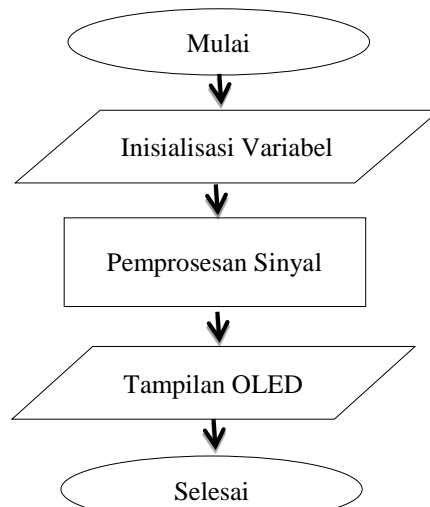 Mulai
Inisialisasi Variabel
Pemprosesan Sinyal
Tampilan OLED
Selesai